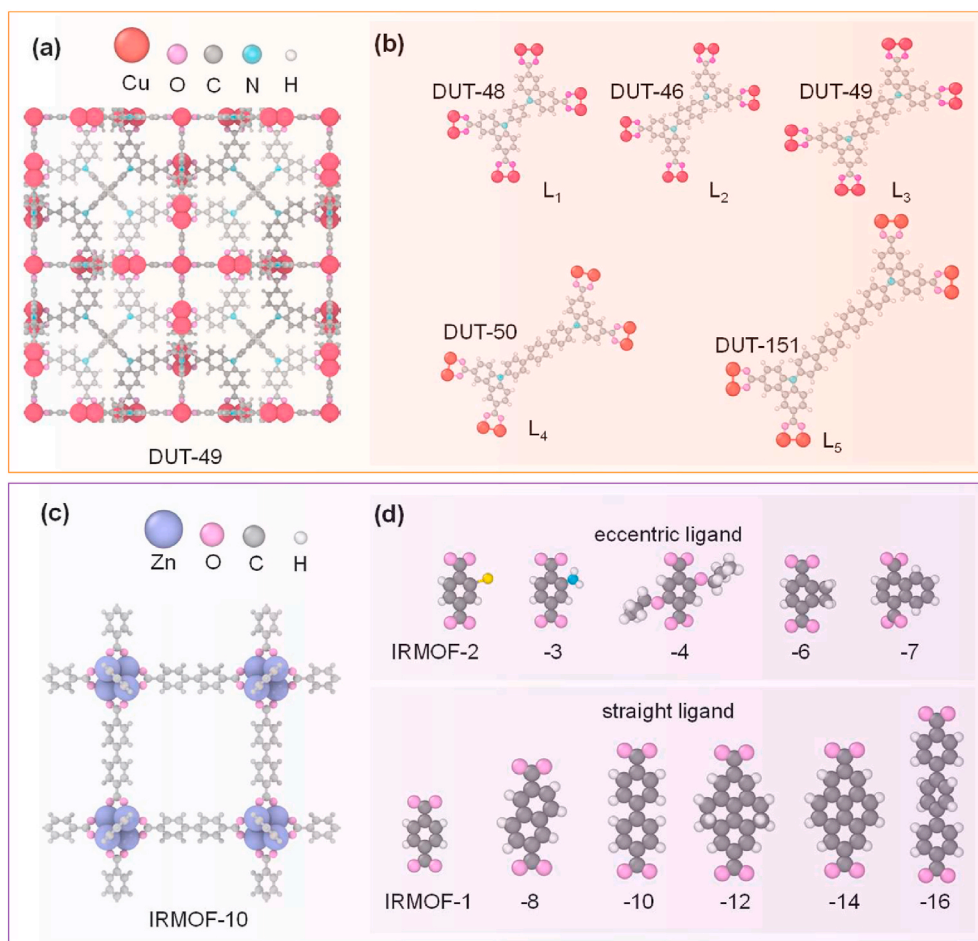 (a)
Cu O C N H
DUT-49
(b)
DUT-48 DUT-46 DUT-49
L1 L2 L3
DUT-50 DUT-151
L4 L5
(c)
Zn O C H
IRMOF-10
(d)
eccentric ligand
IRMOF-2 -3 -4 -6 -7
straight ligand
IRMOF-1 -8 -10 -12 -14 -16